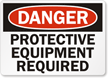 DANGER
PROTECTIVE
EQUIPMENT
REQUIRED